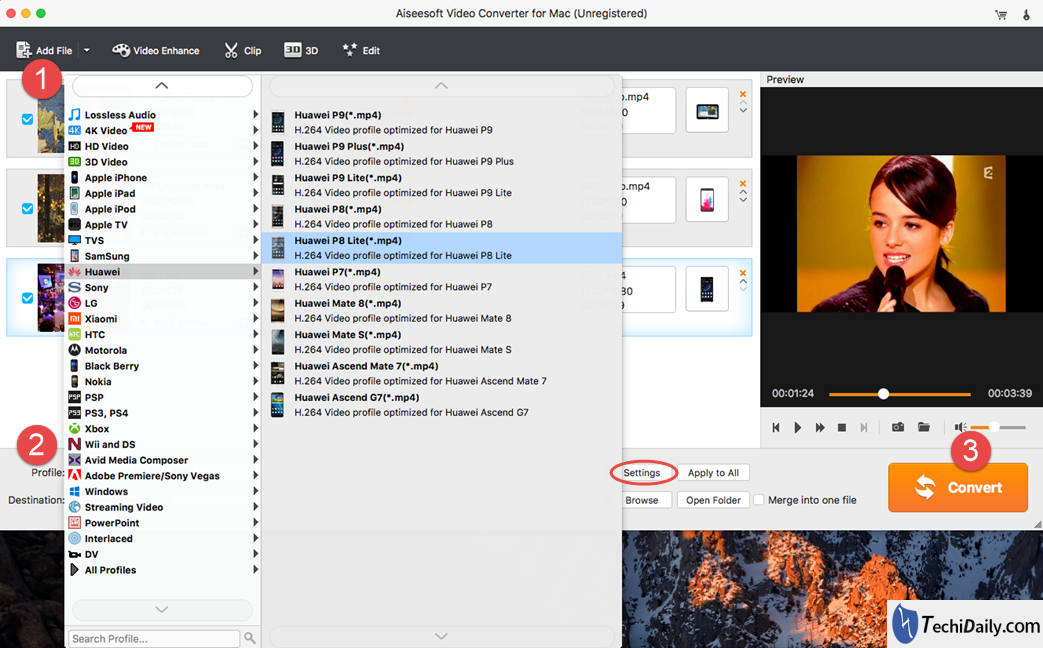 Aiseesoft Video Converter for Mac (Unregistered)
Add File
Video Enhance
Clip
3D 3D
Edit
1
Lossless Audio
4K 4K Video NEW
HD HD Video
3D 3D Video
Apple iPhone
Apple iPad
Apple iPod
Apple TV
TVS
SamSung
Huawei
Sony
LG
Xiaomi
HTC
Motorola
Black Berry
Nokia
PSP
PS3, PS4
Xbox
Wii and DS
Avid Media Composer
Adobe Premiere/Sony Vegas
Windows
Streaming Video
PowerPoint
Interlaced
DV
All Profiles
Search Profile...
Huawei P9(*.mp4)
H.264 Video profile optimized for Huawei P9
Huawei P9 Plus(*.mp4)
H.264 Video profile optimized for Huawei P9 Plus
Huawei P9 Lite(*.mp4)
H.264 Video profile optimized for Huawei P9 Lite
Huawei P8(*.mp4)
H.264 Video profile optimized for Huawei P8
Huawei P8 Lite(*.mp4)
H.264 Video profile optimized for Huawei P8 Lite
Huawei P7(*.mp4)
H.264 Video profile optimized for Huawei P7
Huawei Mate 8(*.mp4)
H.264 Video profile optimized for Huawei Mate 8
Huawei Mate S(*.mp4)
H.264 Video profile optimized for Huawei Mate S
Huawei Ascend Mate 7(*.mp4)
H.264 Video profile optimized for Huawei Ascend Mate 7
Huawei Ascend G7(*.mp4)
H.264 Video profile optimized for Huawei Ascend G7
Preview
2
00:01:24
00:03:39
2
Profile:
Settings
Apply to All
3
Convert
Destination:
Browse
Open Folder
Merge into one file
TechiDaily.com